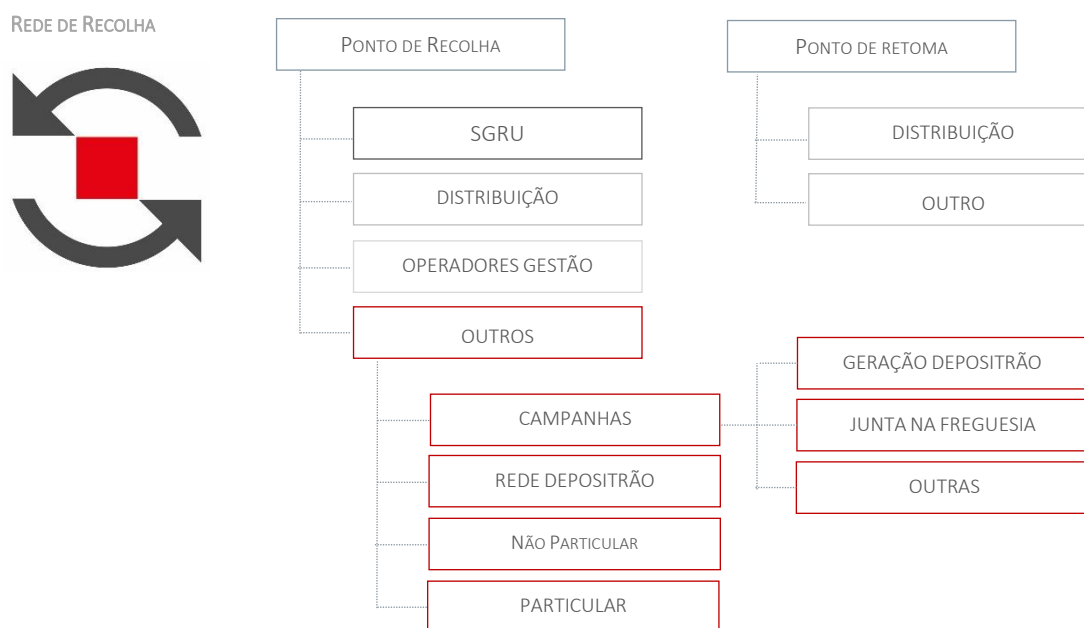 REDE DE RECOLHA
PONTO DE RECOLHA
SGRU
DISTRIBUIÇÃO
OPERADORES GESTÃO
OUTROS
CAMPANHAS
REDE DEPOSITRÃO
NÃO PARTICULAR
PARTICULAR
PONTO DE RETOMA
DISTRIBUIÇÃO
OUTRO
GERAÇÃO DEPOSITRÃO
JUNTA NA FREGUESIA
OUTRAS